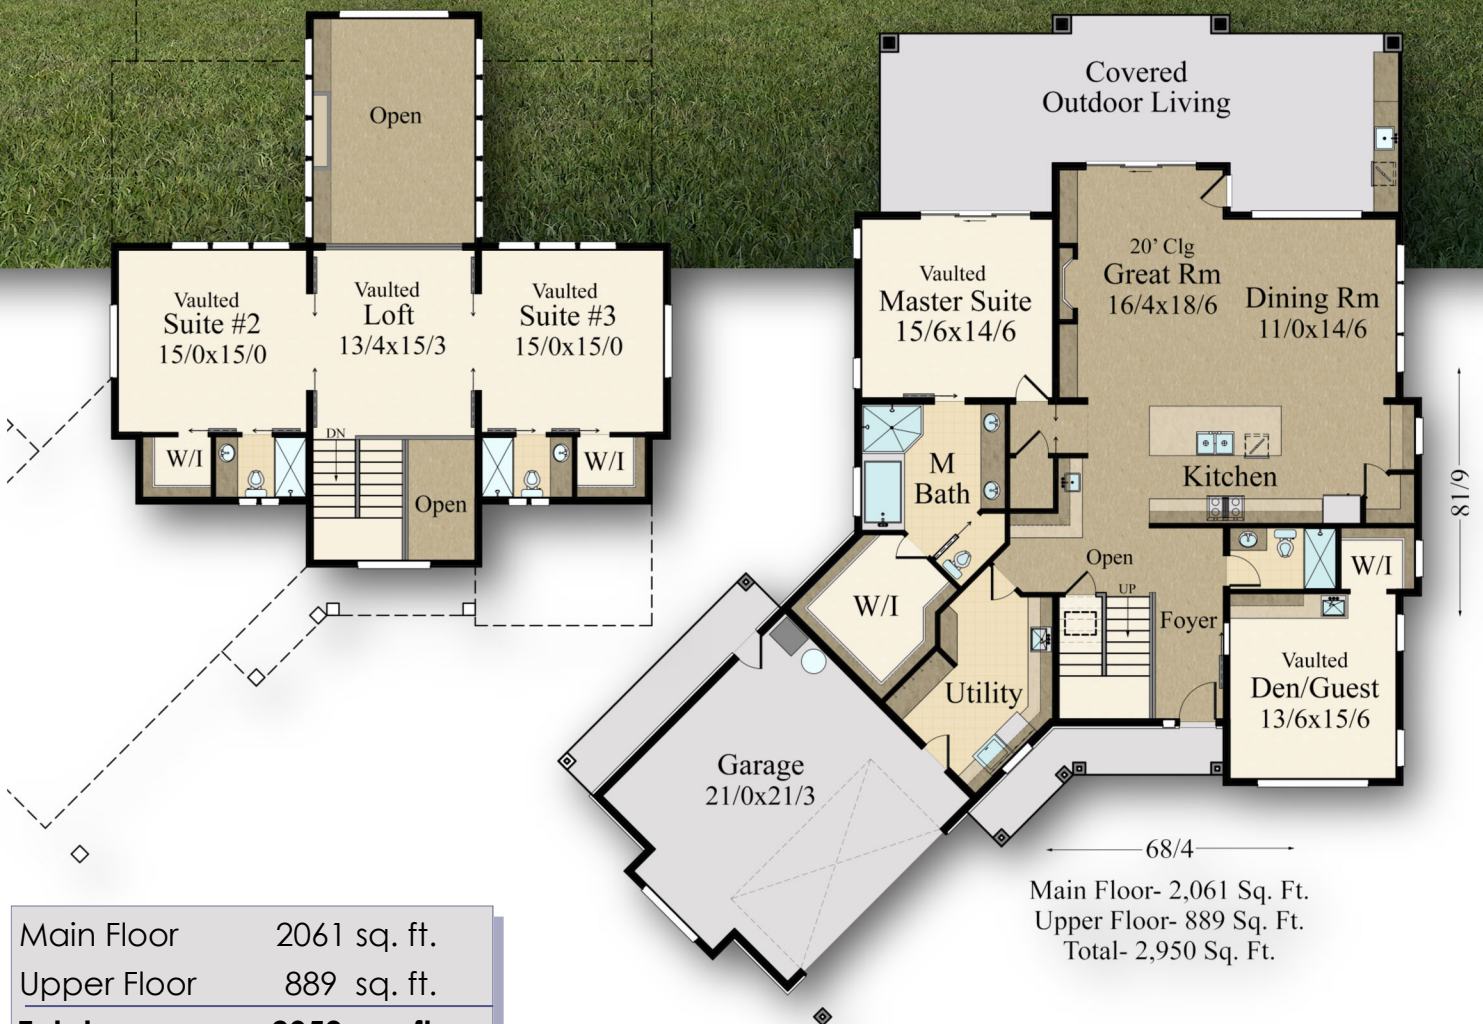 Open
Vaulted
Suite #2
15/0x15/0
Vaulted
Loft
13/4x15/3
Vaulted
Suite #3
15/0x15/0
W/I
DN
Open
W/I
Covered
Outdoor Living
Vaulted
Master Suite
15/6x14/6
20' Clg
Great Rm
16/4x18/6
Dining Rm
11/0x14/6
M
Bath
Kitchen
81/9
Open
UP
W/I
W/I
Foyer
Utility
Vaulted
Den/Guest
13/6x15/6
Garage
21/0x21/3
68/4
Main Floor- 2,061 Sq. Ft.
Upper Floor- 889 Sq. Ft.
Total- 2,950 Sq. Ft.
Main Floor 2061 sq. ft.
Upper Floor 889 sq. ft.